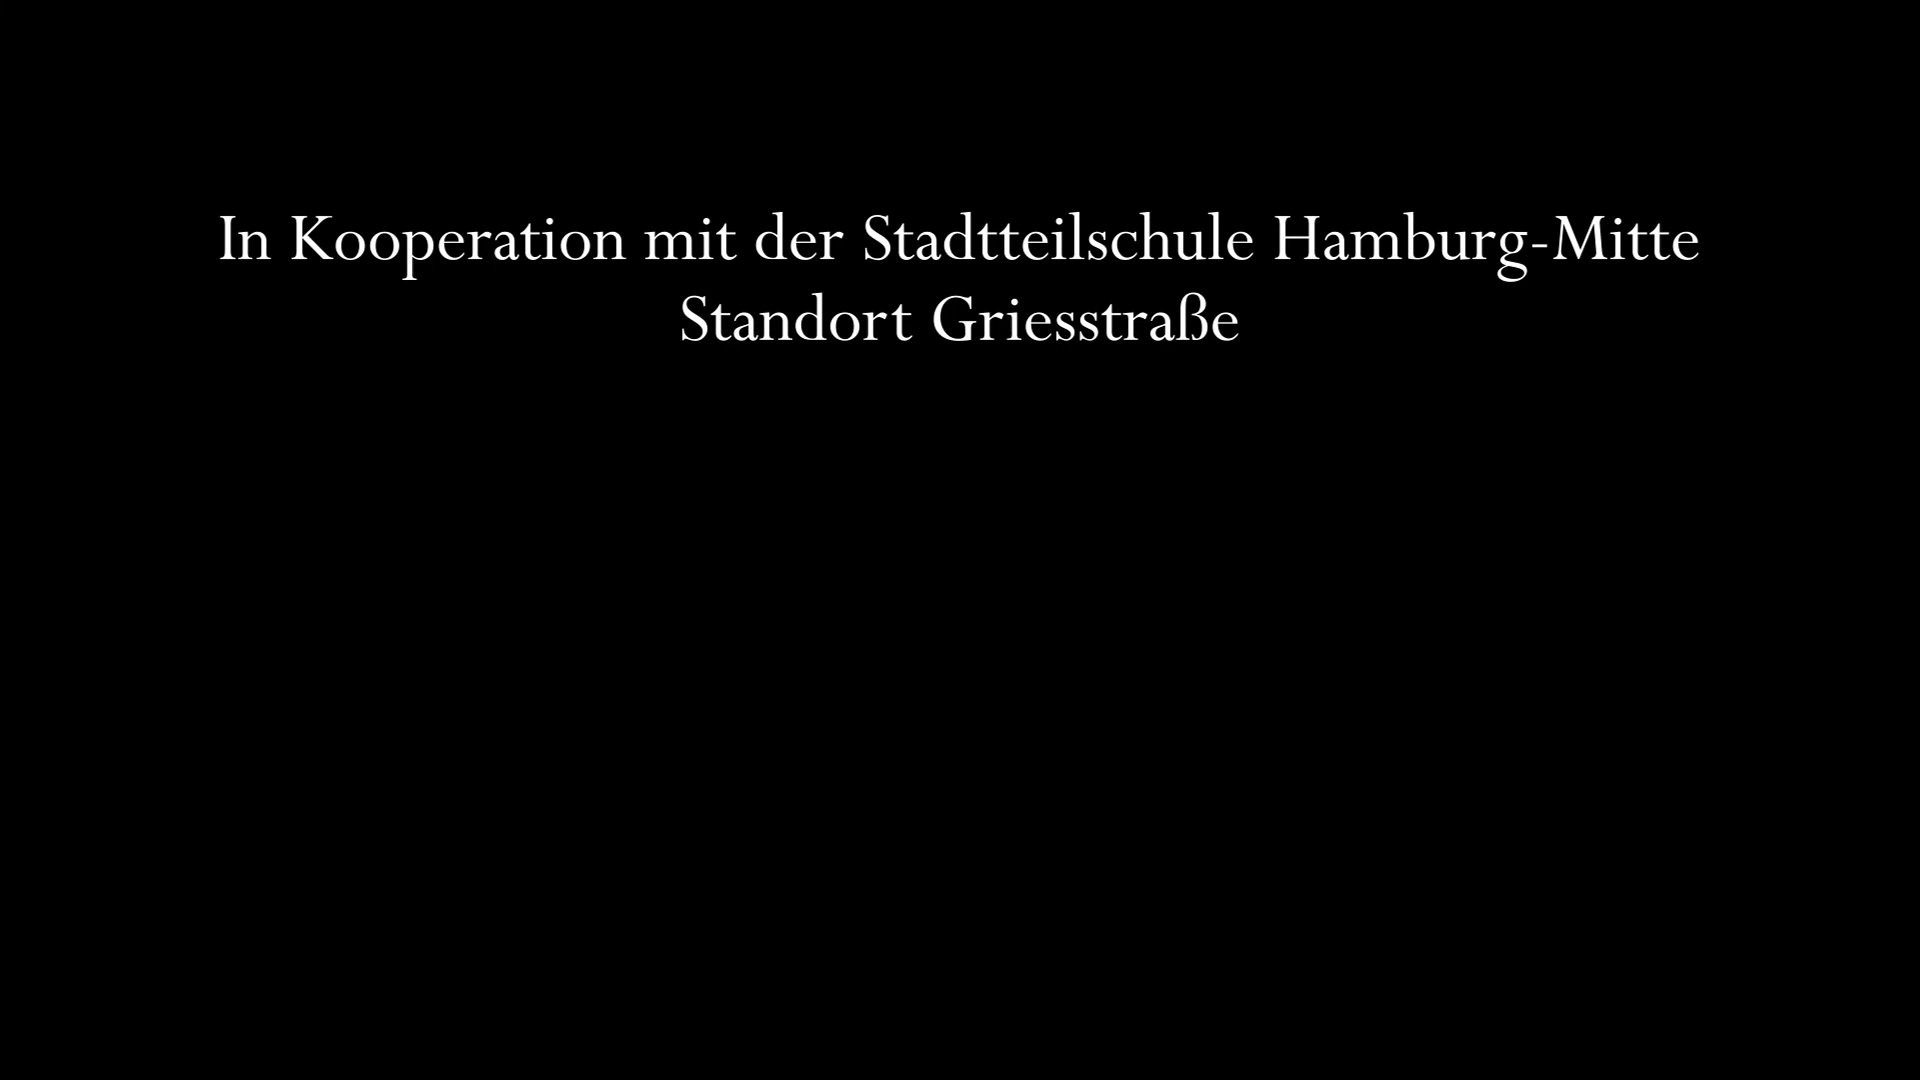 In Kooperation mit der Stadtteilschule Hamburg-Mitte
Standort Griesstraße